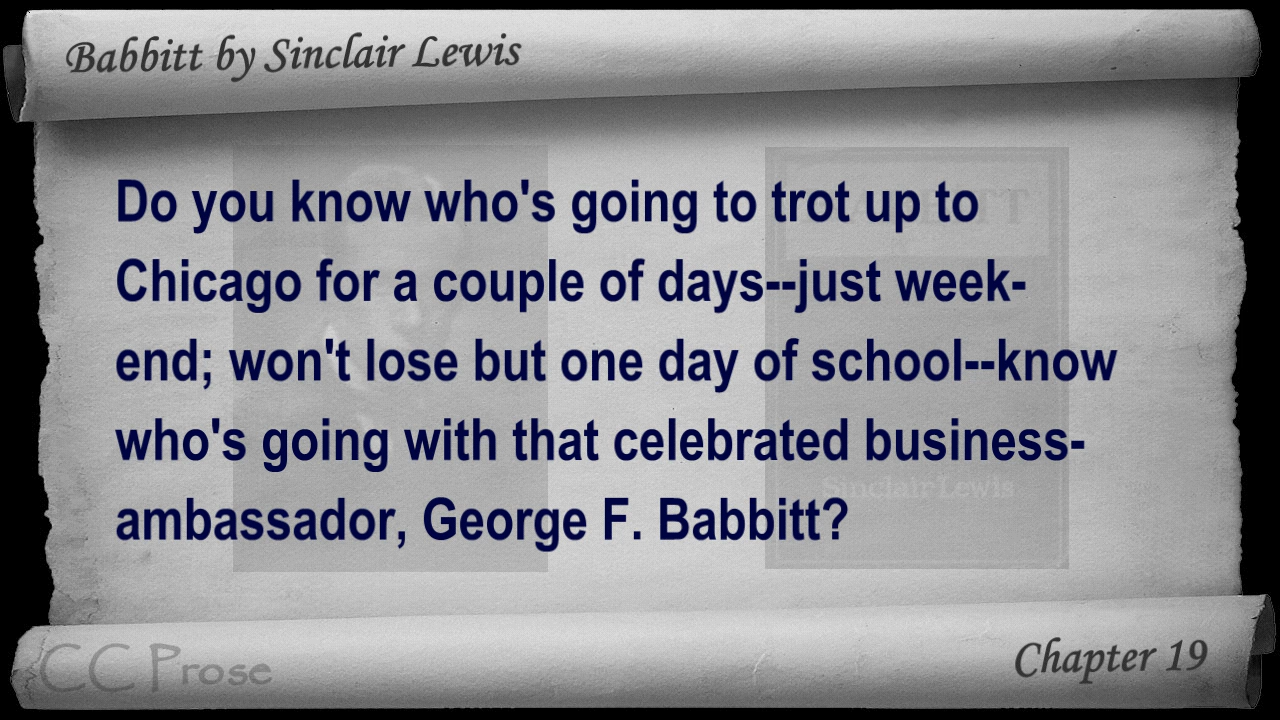 Babbitt by Sinclair Lewis
Do you know who's going to trot up to
Chicago for a couple of days--just week-
end; won't lose but one day of school--know
who's going with that celebrated business-
ambassador, George F. Babbitt?
Sinclair Lewis
CC Prose
Chapter 19